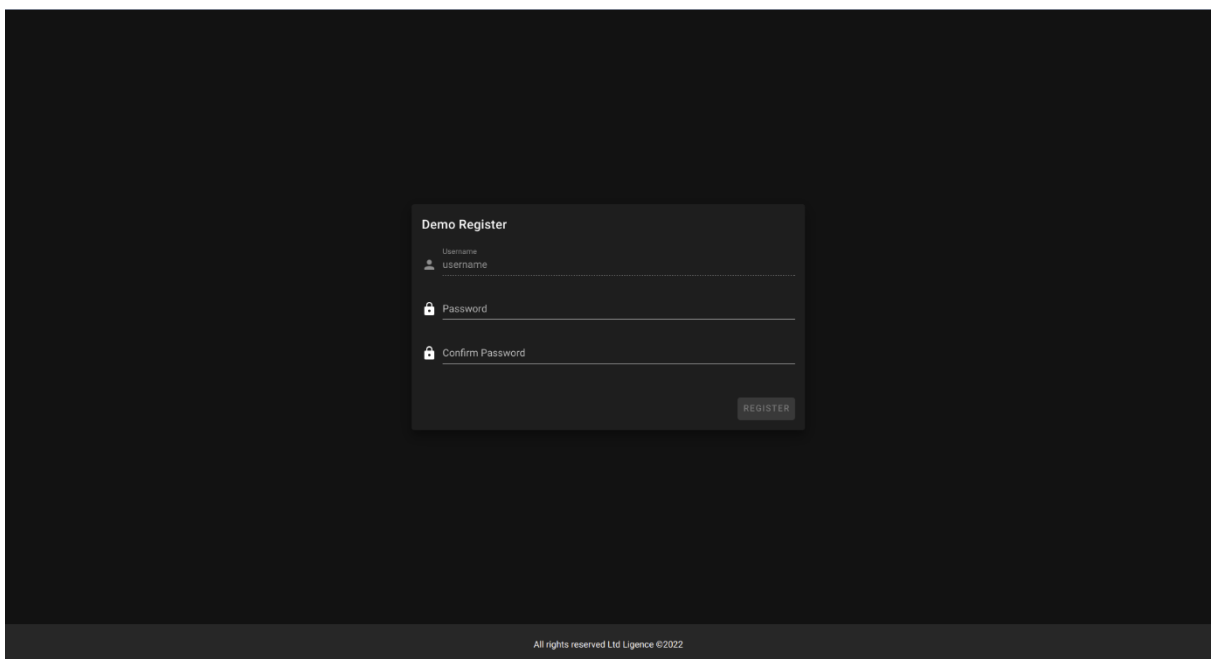 Demo Register
Username
username
Password
Confirm Password
REGISTER
All rights reserved Ltd Ligence ©2022